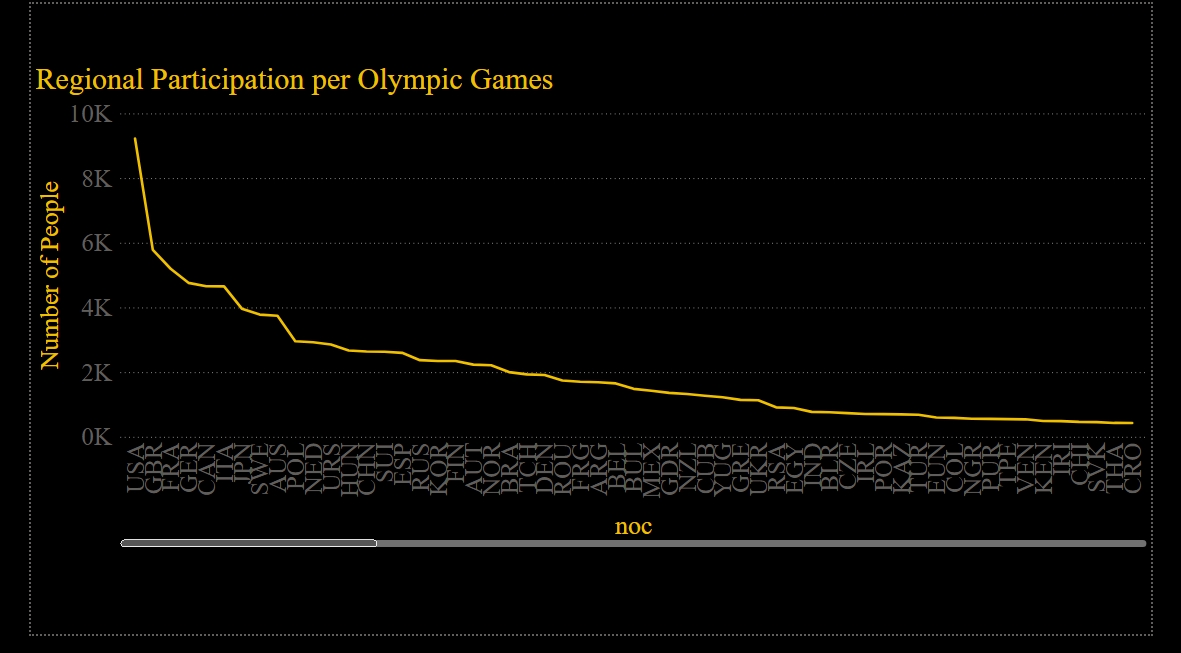 Regional Participation per Olympic Games
Number of People
10K
8K
6K
4K
2K
0K
USA
GBR
FRA
GER
CAN
ITA
JPN
SWE
AUS
POL
NED
URS
HUN
CHN
SUI
ESP
RUS
KOR
FIN
AUT
NOR
BRA
TCH
DEN
ROU
FRG
ARG
BEL
BUL
MEX
GDR
NZL
CUB
YUG
GRE
UKR
RSA
EGY
IND
BLR
CZE
IRL
POR
KAZ
TUR
EUN
COL
NGR
PUR
TPE
VEN
KEN
IRI
CHI
SVK
THA
CRO
noc